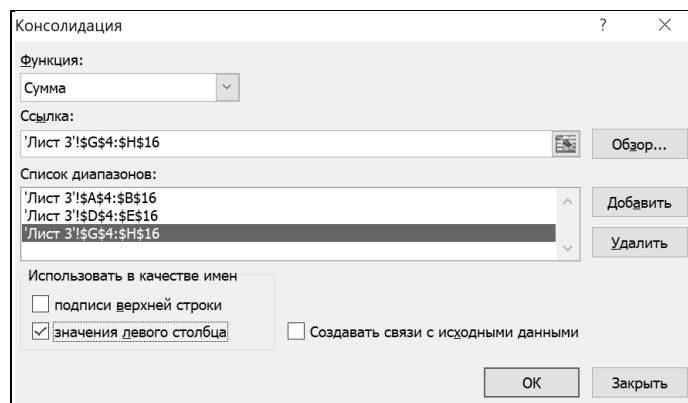 Консолидация ?
Функция:
Сумма
Ссылка:
'Лист 3'!$G$4:$H$16
Обзор...
Список диапазонов:
'Лист 3'!$A$4:$B$16
'Лист 3'!$D$4:$E$16
'Лист 3'!$G$4:$H$16
Добавить
Удалить
Использовать в качестве имен
подписи верхней строки
значения левого столбца
Создавать связи с исходными данными
ОК
Закрыть